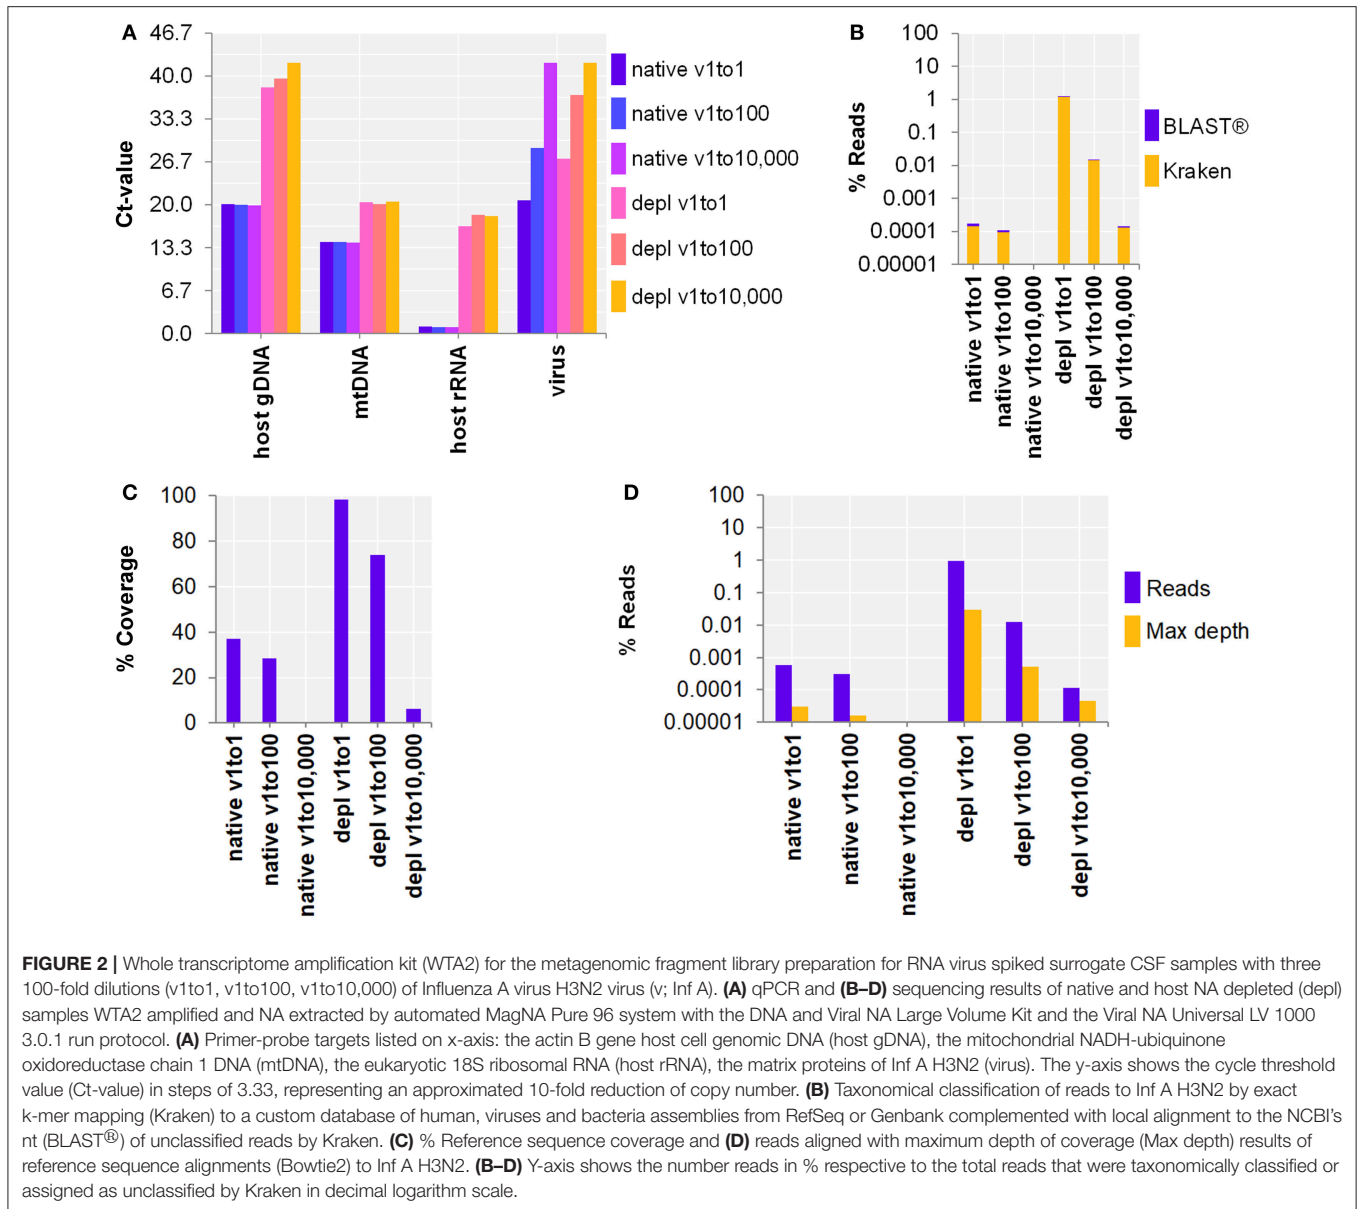 A
46.7
40.0
33.3
26.7
20.0
13.3
6.7
0.0
Ct-value
host gDNA
mtDNA
host rRNA
virus
native v1to1
native v1to100
native v1to10,000
depl v1to1
depl v1to100
depl v1to10,000
B
100
10
1
0.1
0.01
0.001
0.0001
0.00001
% Reads
native v1to1
native v1to100
native v1to10,000
depl v1to1
depl v1to100
depl v1to10,000
BLAST®
Kraken
C
100
80
60
40
20
0
% Coverage
native v1to1
native v1to100
native v1to10,000
depl v1to1
depl v1to100
depl v1to10,000
D
100
10
1
0.1
0.01
0.001
0.0001
0.00001
% Reads
native v1to1
native v1to100
native v1to10,000
depl v1to1
depl v1to100
depl v1to10,000
Reads
Max depth
FIGURE 2 | Whole transcriptome amplification kit (WTA2) for the metagenomic fragment library preparation for RNA virus spiked surrogate CSF samples with three
100-fold dilutions (v1to1, v1to100, v1to10,000) of Influenza A virus H3N2 virus (v; Inf A). (A) qPCR and (B–D) sequencing results of native and host NA depleted (depl)
samples WTA2 amplified and NA extracted by automated MagNA Pure 96 system with the DNA and Viral NA Large Volume Kit and the Viral NA Universal LV 1000
3.0.1 run protocol. (A) Primer-probe targets listed on x-axis: the actin B gene host cell genomic DNA (host gDNA), the mitochondrial NADH-ubiquinone
oxidoreductase chain 1 DNA (mtDNA), the eukaryotic 18S ribosomal RNA (host rRNA), the matrix proteins of Inf A H3N2 (virus). The y-axis shows the cycle threshold
value (Ct-value) in steps of 3.33, representing an approximated 10-fold reduction of copy number. (B) Taxonomical classification of reads to Inf A H3N2 by exact
k-mer mapping (Kraken) to a custom database of human, viruses and bacteria assemblies from RefSeq or Genbank complemented with local alignment to the NCBI's
nt (BLAST®) of unclassified reads by Kraken. (C) % Reference sequence coverage and (D) reads aligned with maximum depth of coverage (Max depth) results of
reference sequence alignments (Bowtie2) to Inf A H3N2. (B–D) Y-axis shows the number reads in % respective to the total reads that were taxonomically classified or
assigned as unclassified by Kraken in decimal logarithm scale.